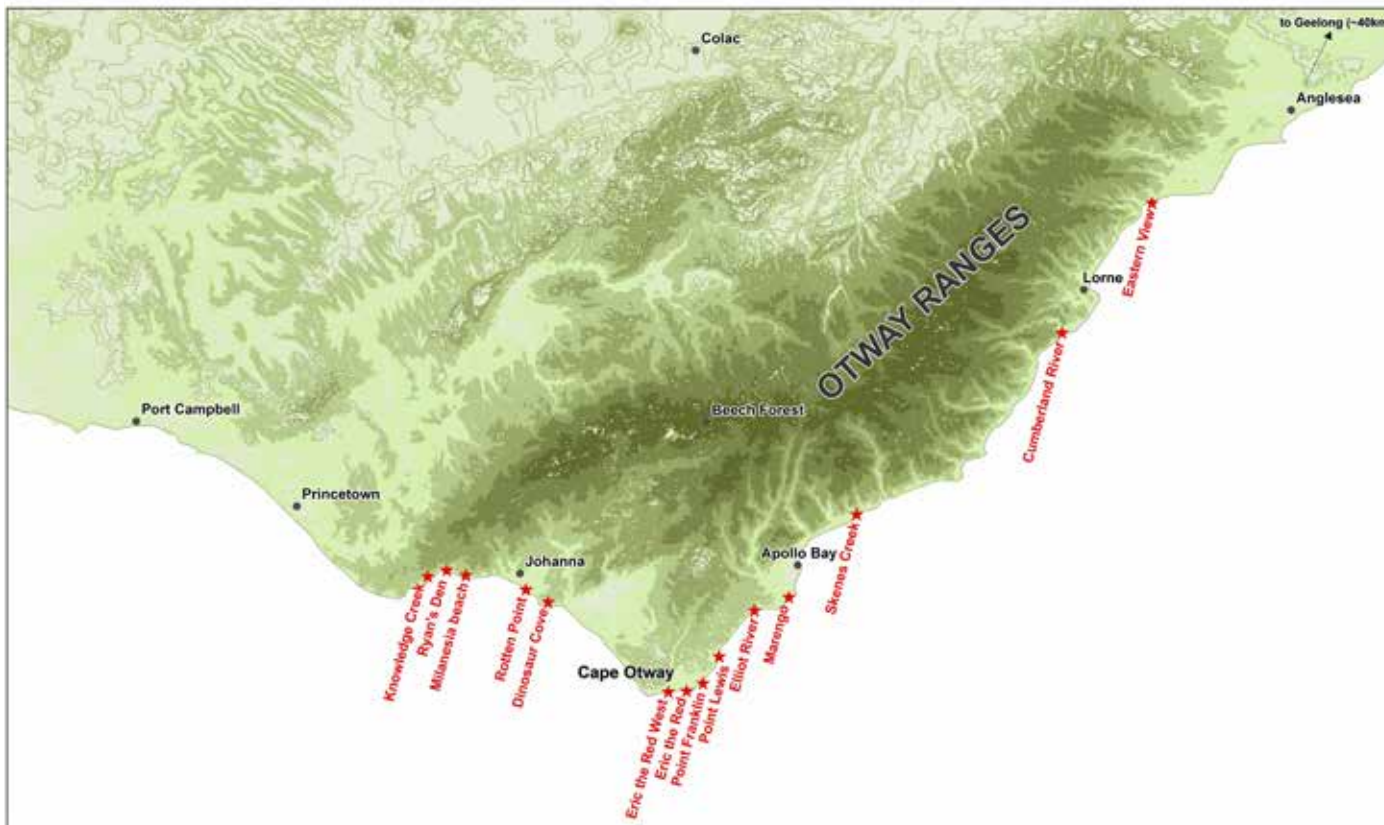 to Geelong (~40km
Colac
Anglesea
OTWAY RANGES
Eastern View
Lorne
Cumberland River
Port Campbell
Beech Forest
Princetown
Skenes Creek
Apollo Bay
Johanna
Knowledge Creek
Ryan's Den
Milanesia beach
Rotten Point
Dinosaur Cove
Cape Otway
Eric the Red West
Eric the Red
Point Franklin
Point Lewis
Elliot River
Marengo